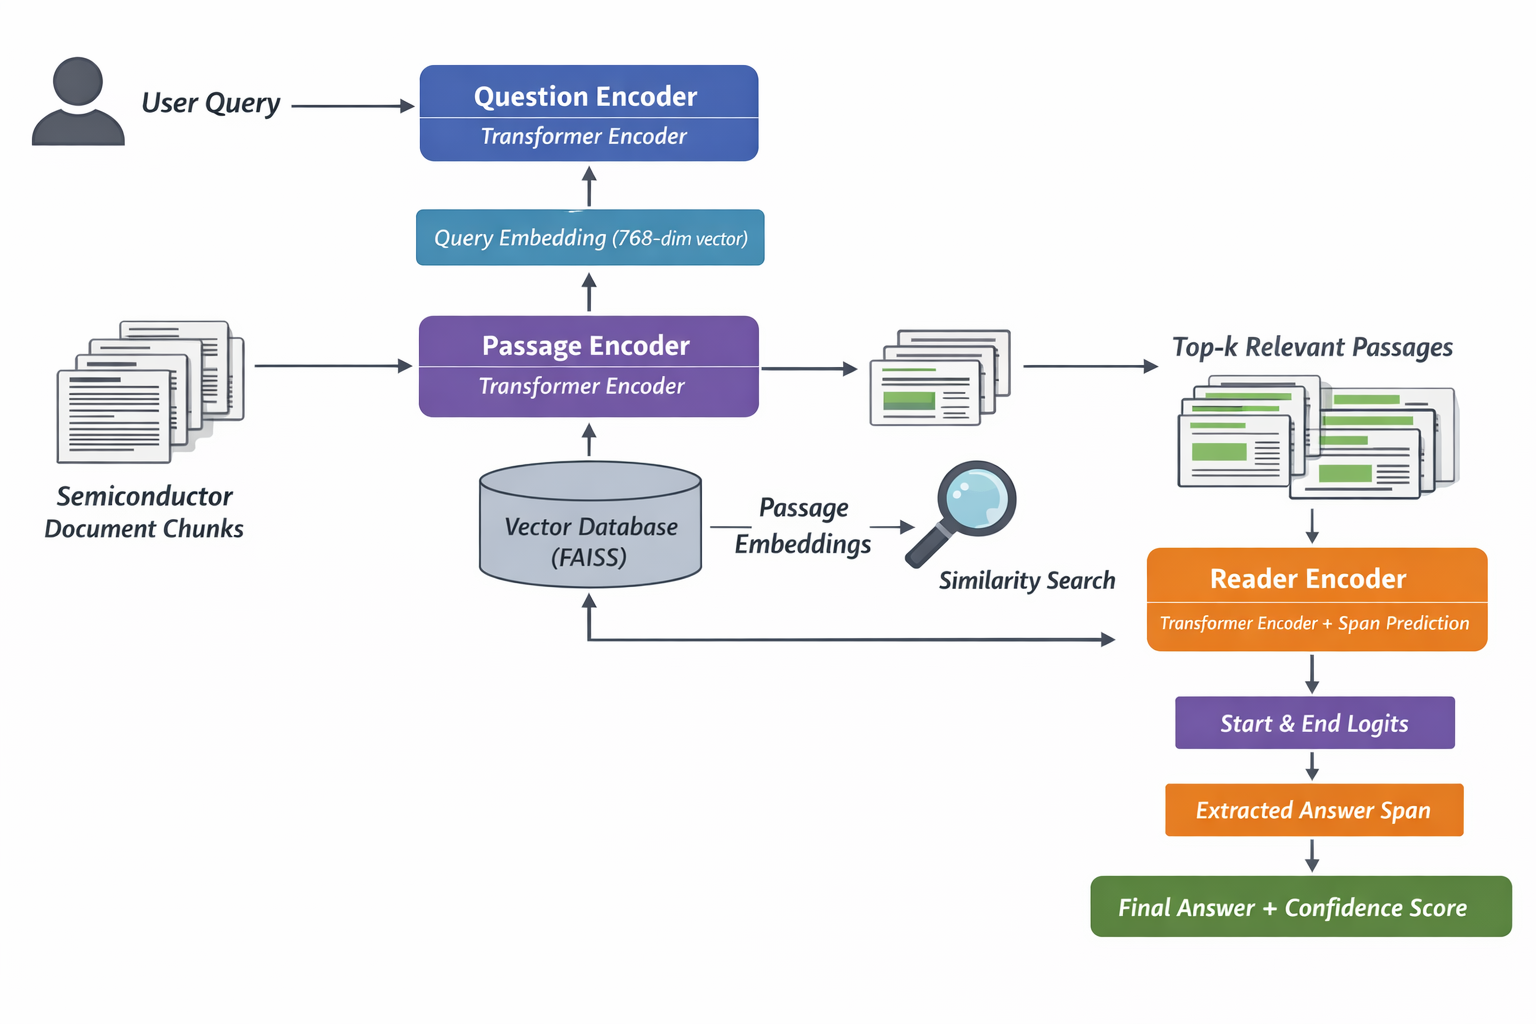 User Query
Question Encoder
Transformer Encoder
Query Embedding (768-dim vector)
Passage Encoder
Transformer Encoder
Semiconductor
Document Chunks
Vector Database
(FAISS)
Passage
Embeddings
Similarity Search
Top-k Relevant Passages
Reader Encoder
Transformer Encoder + Span Prediction
Start & End Logits
Extracted Answer Span
Final Answer + Confidence Score